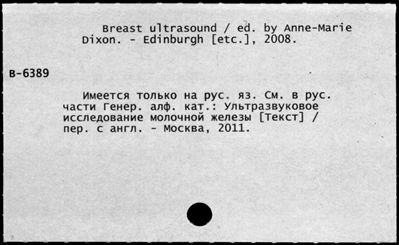 Breast ultrasound / ed. by Anne-Marie
Dixon. - Edinburgh [etc.], 2008.
B-6389
Имеется только на рус. яз. См. в рус.
части Генер. алф. кат.: Ультразвуковое
исследование молочной железы [Текст] /
пер. с англ. - Москва, 2011.